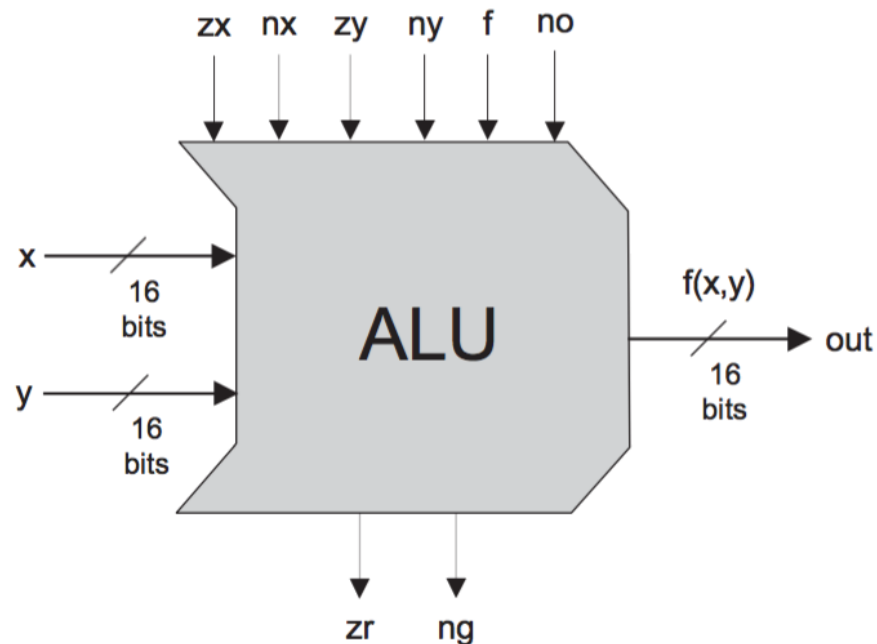 zx nx zy ny f no
x
16
bits
f(x,y)
ALU
out
16
bits
y
16
bits
zr ng